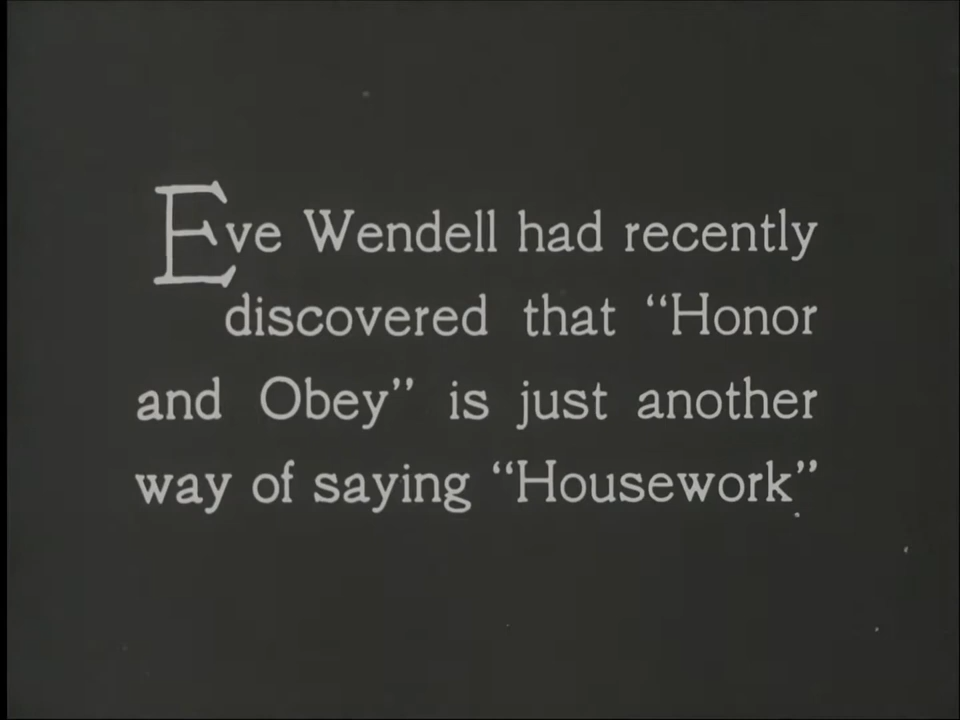 Eve Wendell had recently
discovered that “Honor
and Obey” is just another
way of saying “Housework”